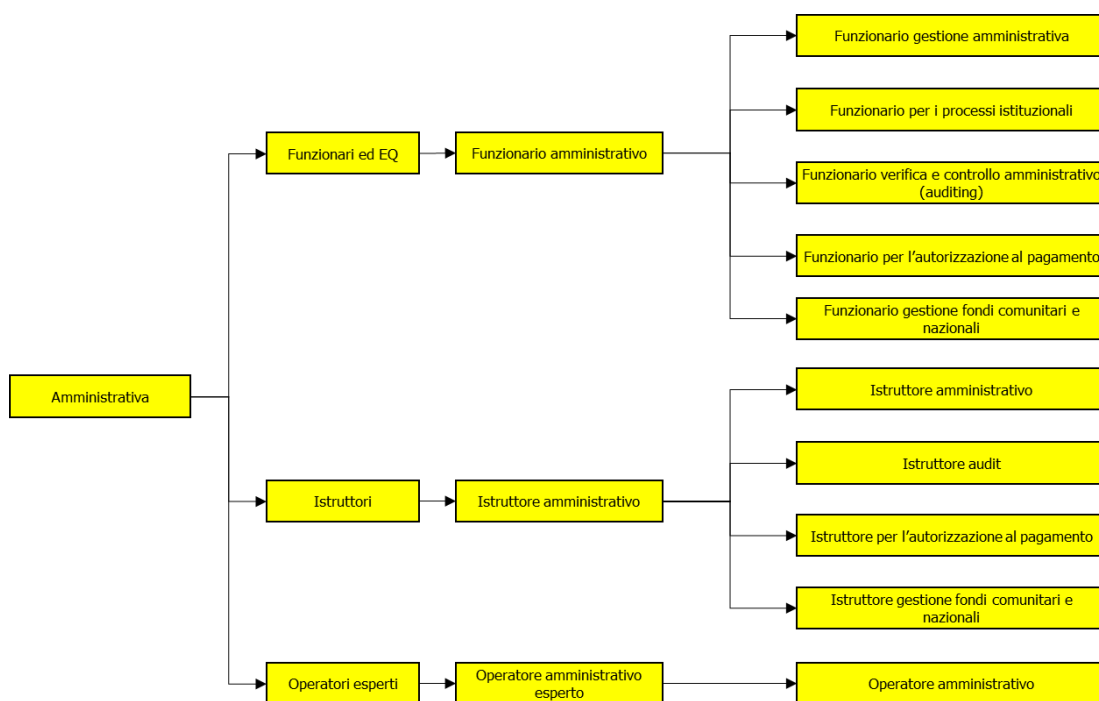 Funzionario gestione amministrativa
Funzionario per i processi istituzionali
Funzionari ed EQ
Funzionario amministrativo
Funzionario verifica e controllo amministrativo
(auditing)
Funzionario per l'autorizzazione al pagamento
Funzionario gestione fondi comunitari e
nazionali
Amministrativa
Istruttore amministrativo
Istruttore audit
Istruttori
Istruttore amministrativo
Istruttore per l'autorizzazione al pagamento
Istruttore gestione fondi comunitari e
nazionali
Operatori esperti
Operatore amministrativo
esperto
Operatore amministrativo